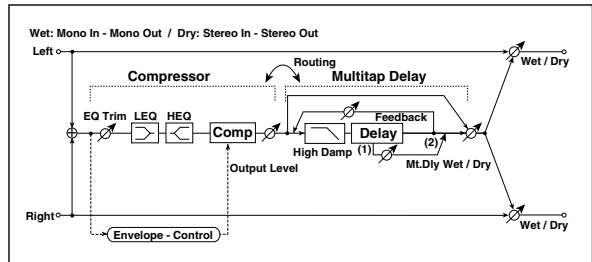 Wet: Mono In - Mono Out / Dry: Stereo In - Stereo Out
Left
Wet / Dry
Routing
Compressor
Multitap Delay
EQ Trim
LEQ
HEQ
Feedback
Comp
Delay
High Damp
(1)
(2)
Mt.Dly Wet / Dry
Output Level
Right
Wet / Dry
Envelope - Control